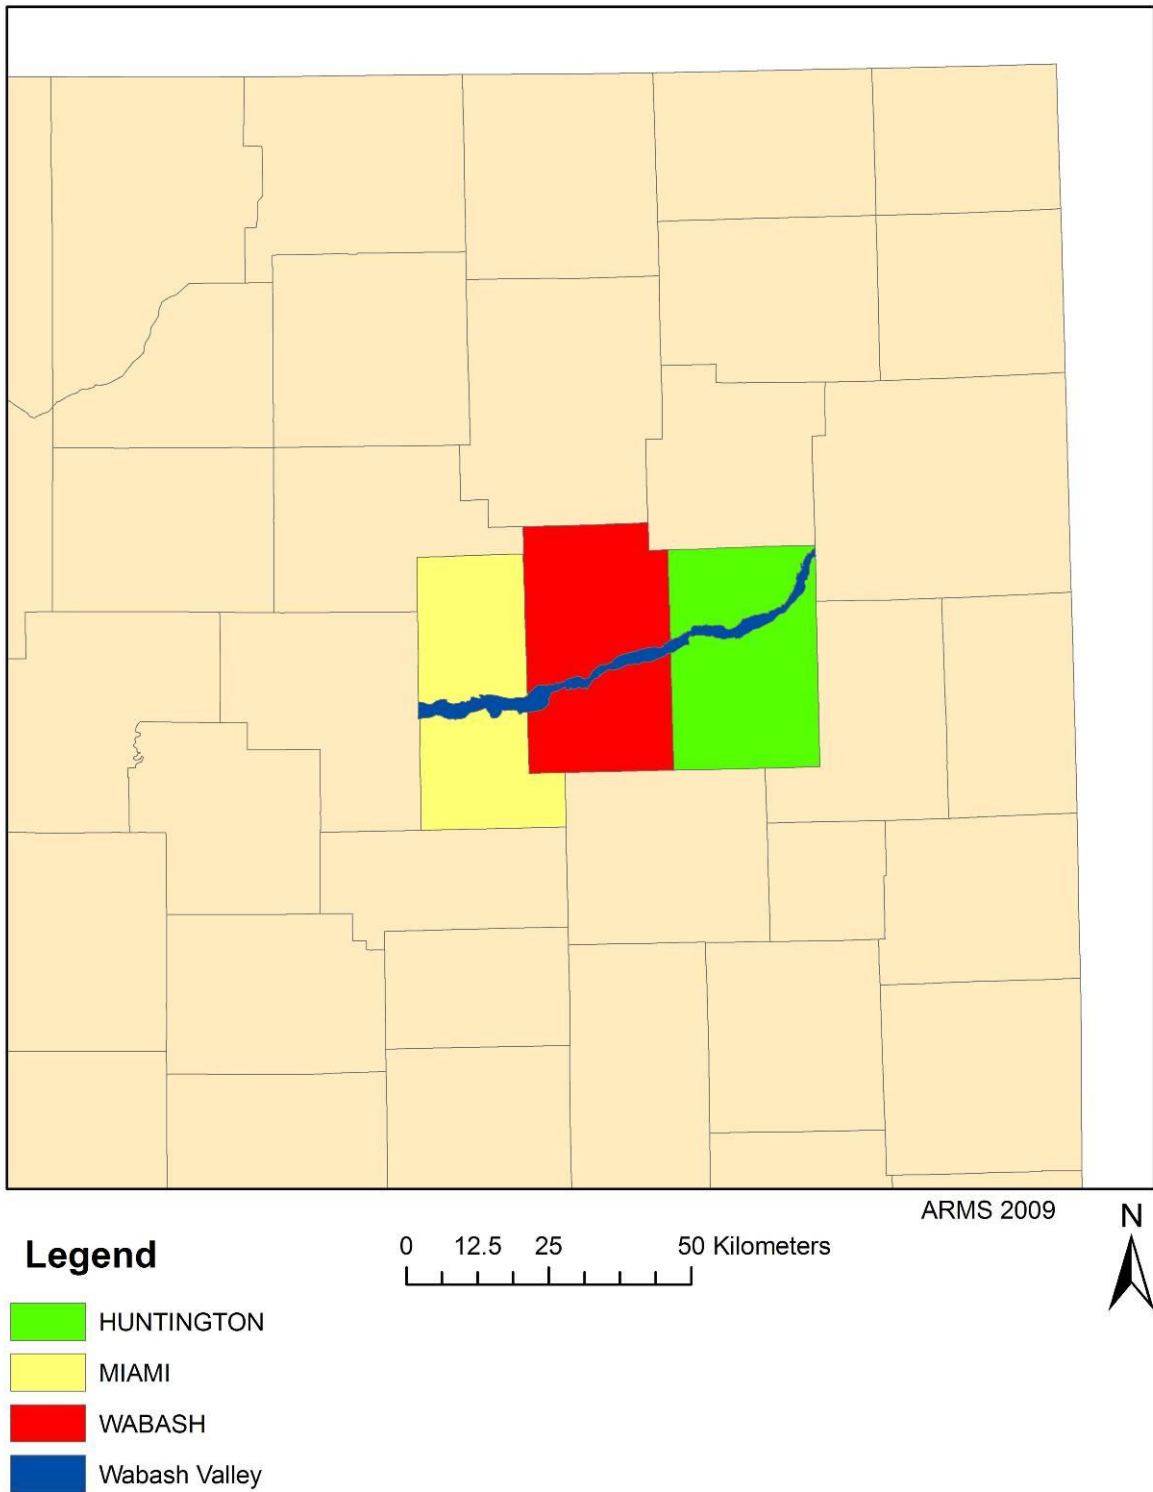 ARMS 2009
N
Legend
0 12.5 25 50 Kilometers
HUNTINGTON
MIAMI
WABASH
Wabash Valley